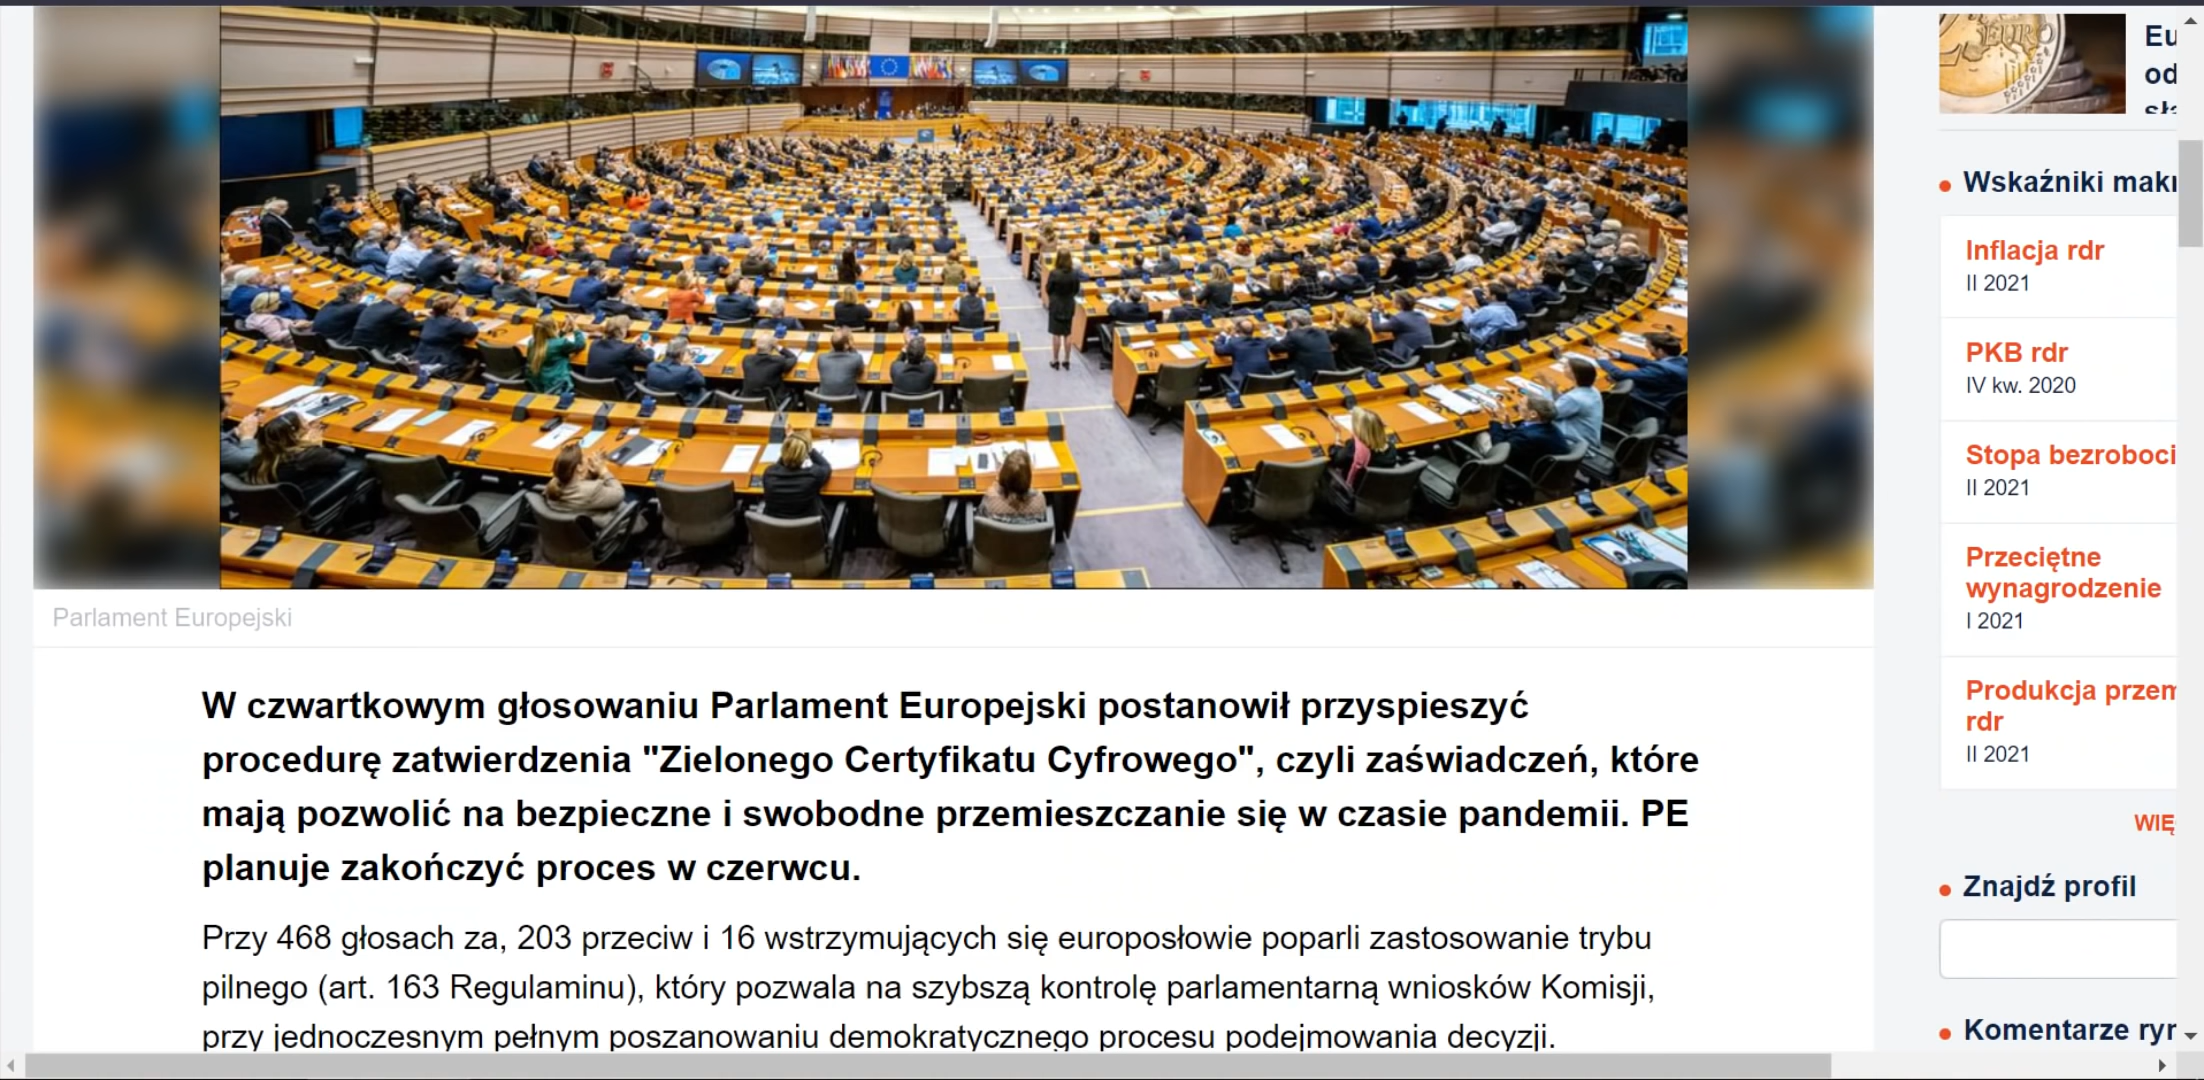 Parlament Europejski
W czwartkowym głosowaniu Parlament Europejski postanowił przyspieszyć
procedurę zatwierdzenia "Zielonego Certyfikatu Cyfrowego", czyli zaświadczeń, które
mają pozwolić na bezpieczne i swobodne przemieszczanie się w czasie pandemii. PE
planuje zakończyć proces w czerwcu.
Przy 468 głosach za, 203 przeciw i 16 wstrzymujących się europosłowie poparli zastosowanie trybu
pilnego (art. 163 Regulaminu), który pozwala na szybszą kontrolę parlamentarną wniosków Komisji,
przy jednoczesnym pełnym poszanowaniu demokratycznego procesu podejmowania decyzji.
EURO
Eu
od
Wskaźniki mak
Inflacja rdr
II 2021
PKB rdr
IV kw. 2020
Stopa bezroboci
II 2021
Przeciętne
wynagrodzenie
I 2021
Produkcja przem
rdr
II 2021
WIĘ
Znajdź profil
Komentarze ryn